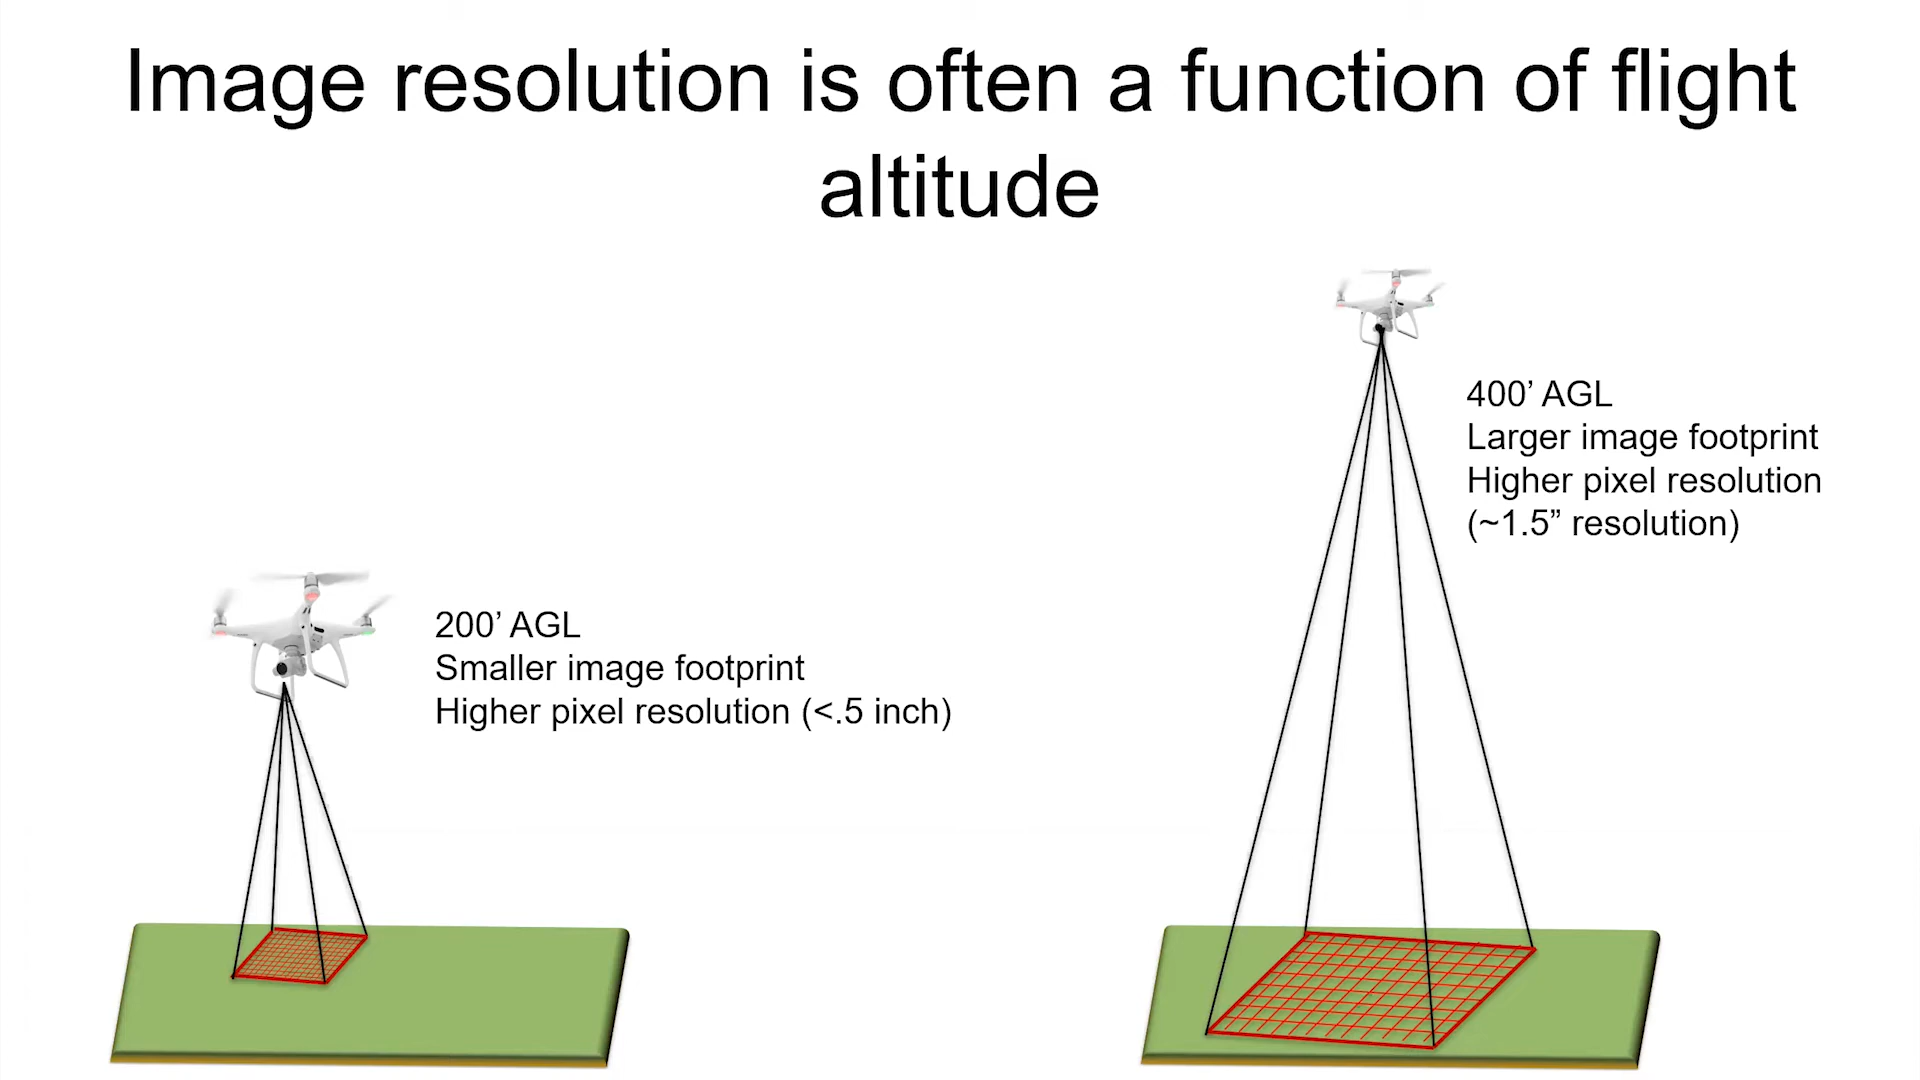 Image resolution is often a function of flight
altitude
400’ AGL
Larger image footprint
Higher pixel resolution
(~1.5” resolution)
200’ AGL
Smaller image footprint
Higher pixel resolution (<.5 inch)